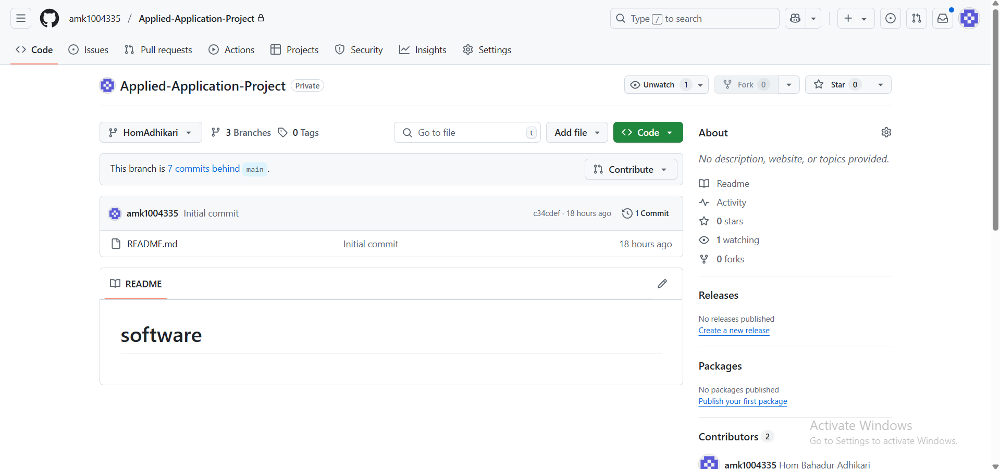 amk1004335 / Applied-Application-Project
Type / to search
Code Issues Pull requests Actions Projects Security Insights Settings
Applied-Application-Project Private
Unwatch 1 Fork 0 Star 0
HomAdhikari 3 Branches 0 Tags
Go to file t Add file Code
This branch is 7 commits behind main .
Contribute
amk1004335 Initial commit c34cdef · 18 hours ago 1 Commit
README.md Initial commit 18 hours ago
README
software
About
No description, website, or topics provided.
Readme
Activity
0 stars
1 watching
0 forks
Releases
No releases published
Create a new release
Packages
No packages published
Publish your first package
Contributors 2
amk1004335 Hom Bahadur Adhikari
Activate Windows
Go to Settings to activate Windows.